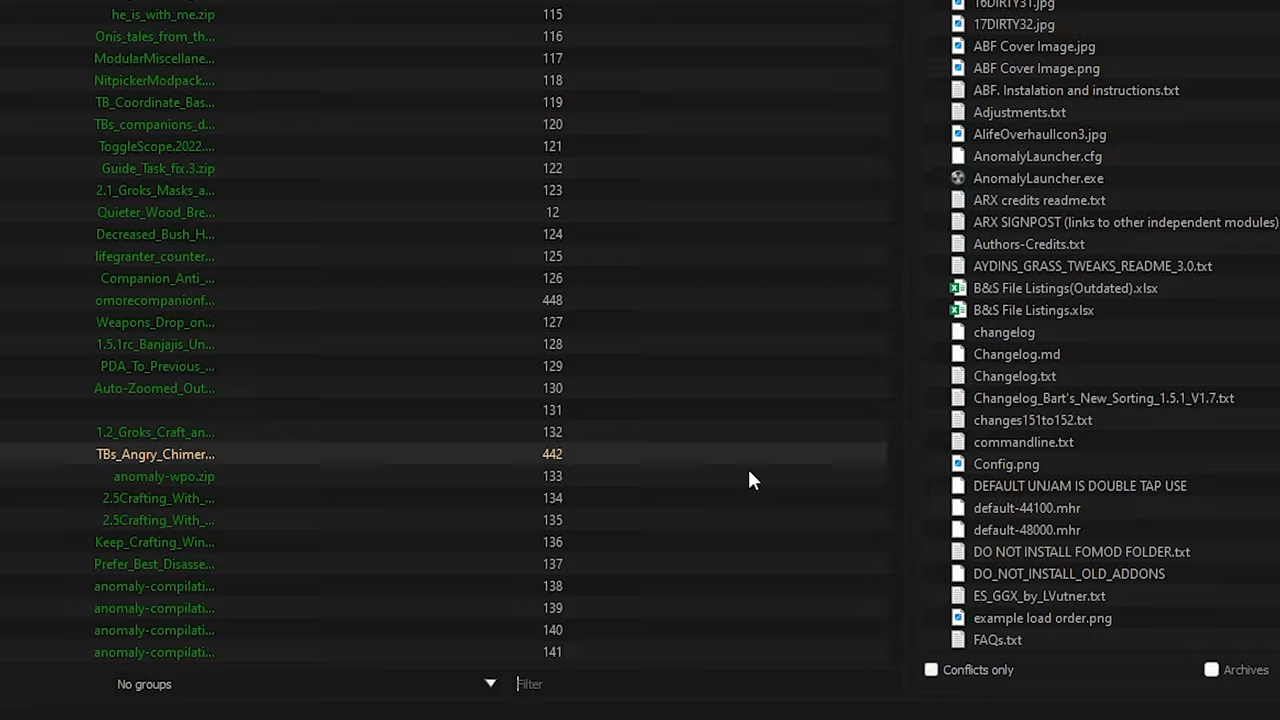 he_is_with_me.zip 115
Onis_tales_from_th... 116
ModularMiscellane... 117
NitpickerModpack.... 118
TB_Coordinate_Bas... 119
TBs_companions_d... 120
ToggleScope.2022.... 121
Guide_Task_fix.3.zip 122
2.1_Groks_Masks_a... 123
Quieter_Wood_Bre... 12
Decreased_Bush_H... 124
lifegranter_s_inter... 125
Companion_Anti_... 126
omorecompanionf... 448
Weapons_Drop_on... 127
1.5.1rc_Banjajis_Un... 128
PDA_To_Previous_... 129
Auto-Zoomed_Out... 130
131
132
TBs_Angry_Chimer... 442
anomaly-wpo.zip 133
2.5Crafting_With_... 134
2.5Crafting_With_... 135
Keep_Crafting_Win... 136
Prefer_Best_Disasse... 137
anomaly-compilati... 138
anomaly-compilati... 139
anomaly-compilati... 140
anomaly-compilati... 141
No groups
Filter
16DIRTY31.jpg
17DIRTY32.jpg
ABF Cover Image.jpg
ABF Cover Image.png
ABF. Installation and instructions.txt
Adjustments.txt
AlifeOverhaulIcon3.jpg
AnomalyLauncher.cfg
AnomalyLauncher.exe
ARX credits readme.txt
ARX SIGNPOST (links to other independent modules)
Authors-Credits.txt
AYDINS_GRASS_TWEAKS_README_3.0.txt
B&S File Listings(Outdated).xlsx
B&S File Listings.xlsx
changelog
Changelog.md
Changelog.txt
Changelog_Dart's_New_Setting_1.5.1_V1.7.txt
changes151to152.txt
commandline.txt
Config.png
DEFAULT UNJAM IS DOUBLE TAP USE
default-44100.mhr
default-48000.mhr
DO NOT INSTALL FOMOD FOLDER.txt
DO_NOT_INSTALL_OLD_ADDONS
ES_GGX_by_Vutner.txt
example load order.png
FAQs.txt
Conflicts only
Archives